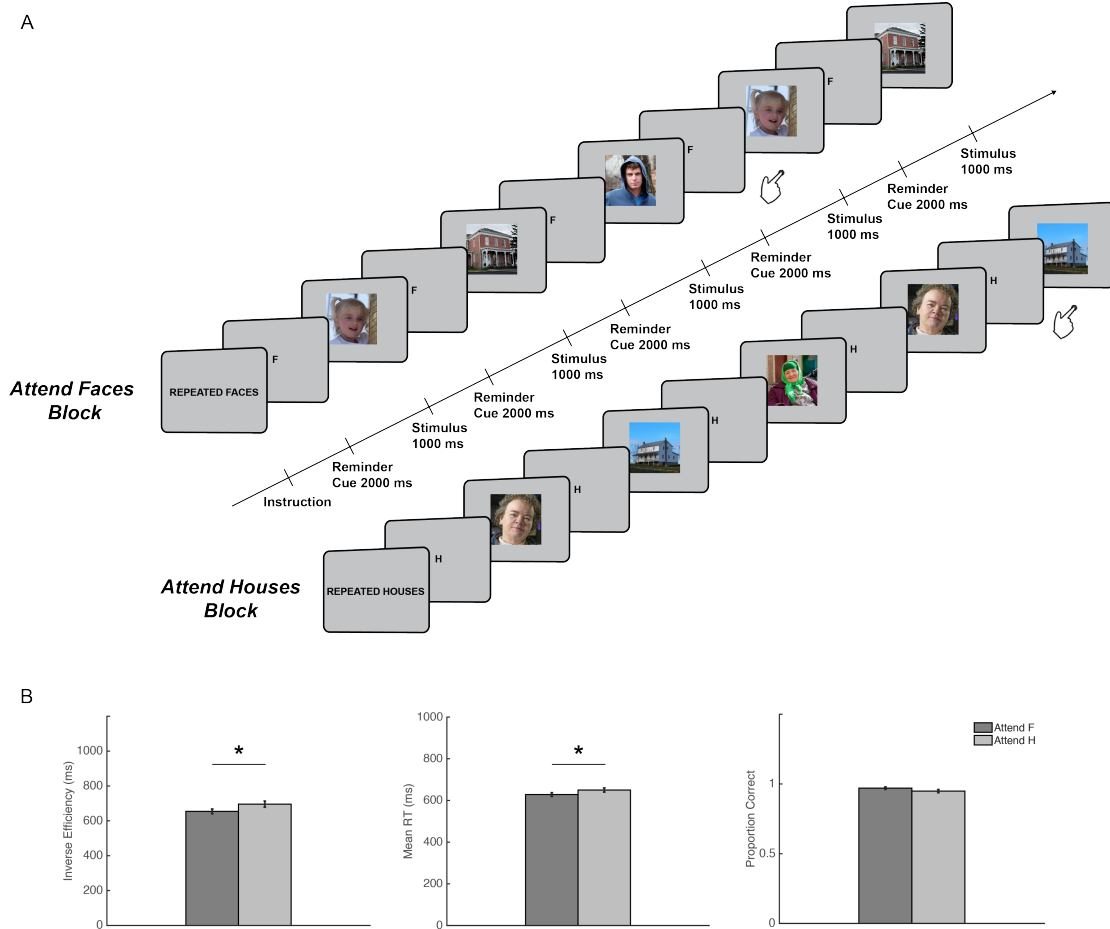 A
F
F
F
F
F
REPEATED FACES
Attend Faces
Block
Instruction
Reminder
Cue 2000 ms
Stimulus
1000 ms
Reminder
Cue 2000 ms
Stimulus
1000 ms
Reminder
Cue 2000 ms
Stimulus
1000 ms
Reminder
Cue 2000 ms
Stimulus
1000 ms
Reminder
Cue 2000 ms
Stimulus
1000 ms
H
H
H
H
H
REPEATED HOUSES
Attend Houses
Block
B
Inverse Efficiency (ms)
1000
800
600
400
200
0
*
Mean RT (ms)
1000
800
600
400
200
0
*
Proportion Correct
1
0.5
0
Attend F
Attend H